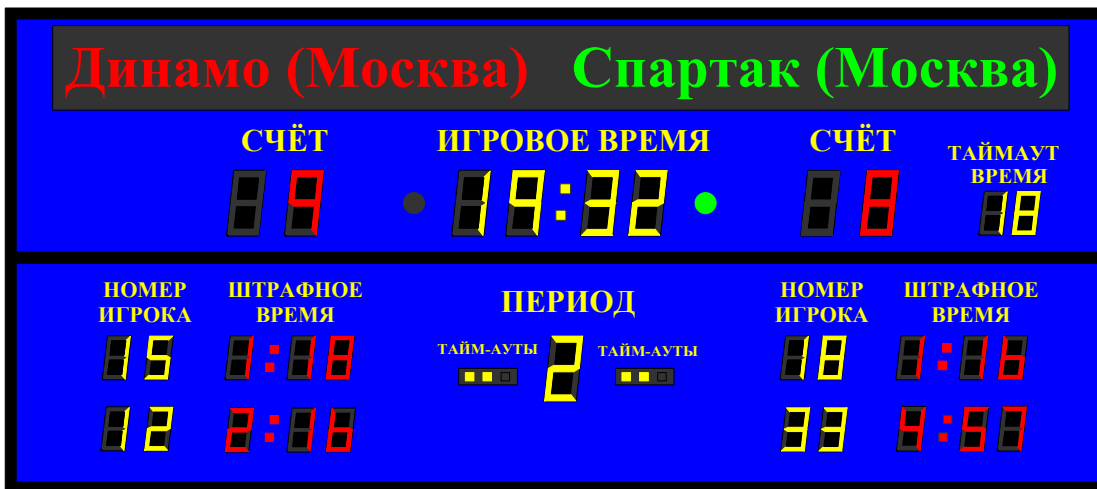 Динамо (Москва) Спартак (Москва)
СЧЁТ ИГРОВОЕ ВРЕМЯ СЧЁТ
ТАЙМАУТ
ВРЕМЯ
9 19:32 8 18
НОМЕР
ИГРОКА
ШТРАФНОЕ
ВРЕМЯ
ПЕРИОД
НОМЕР
ИГРОКА
ШТРАФНОЕ
ВРЕМЯ
15 1:18 ТАЙМ-АУТЫ 2 ТАЙМ-АУТЫ 18 1:16
12 2:16 33 4:57